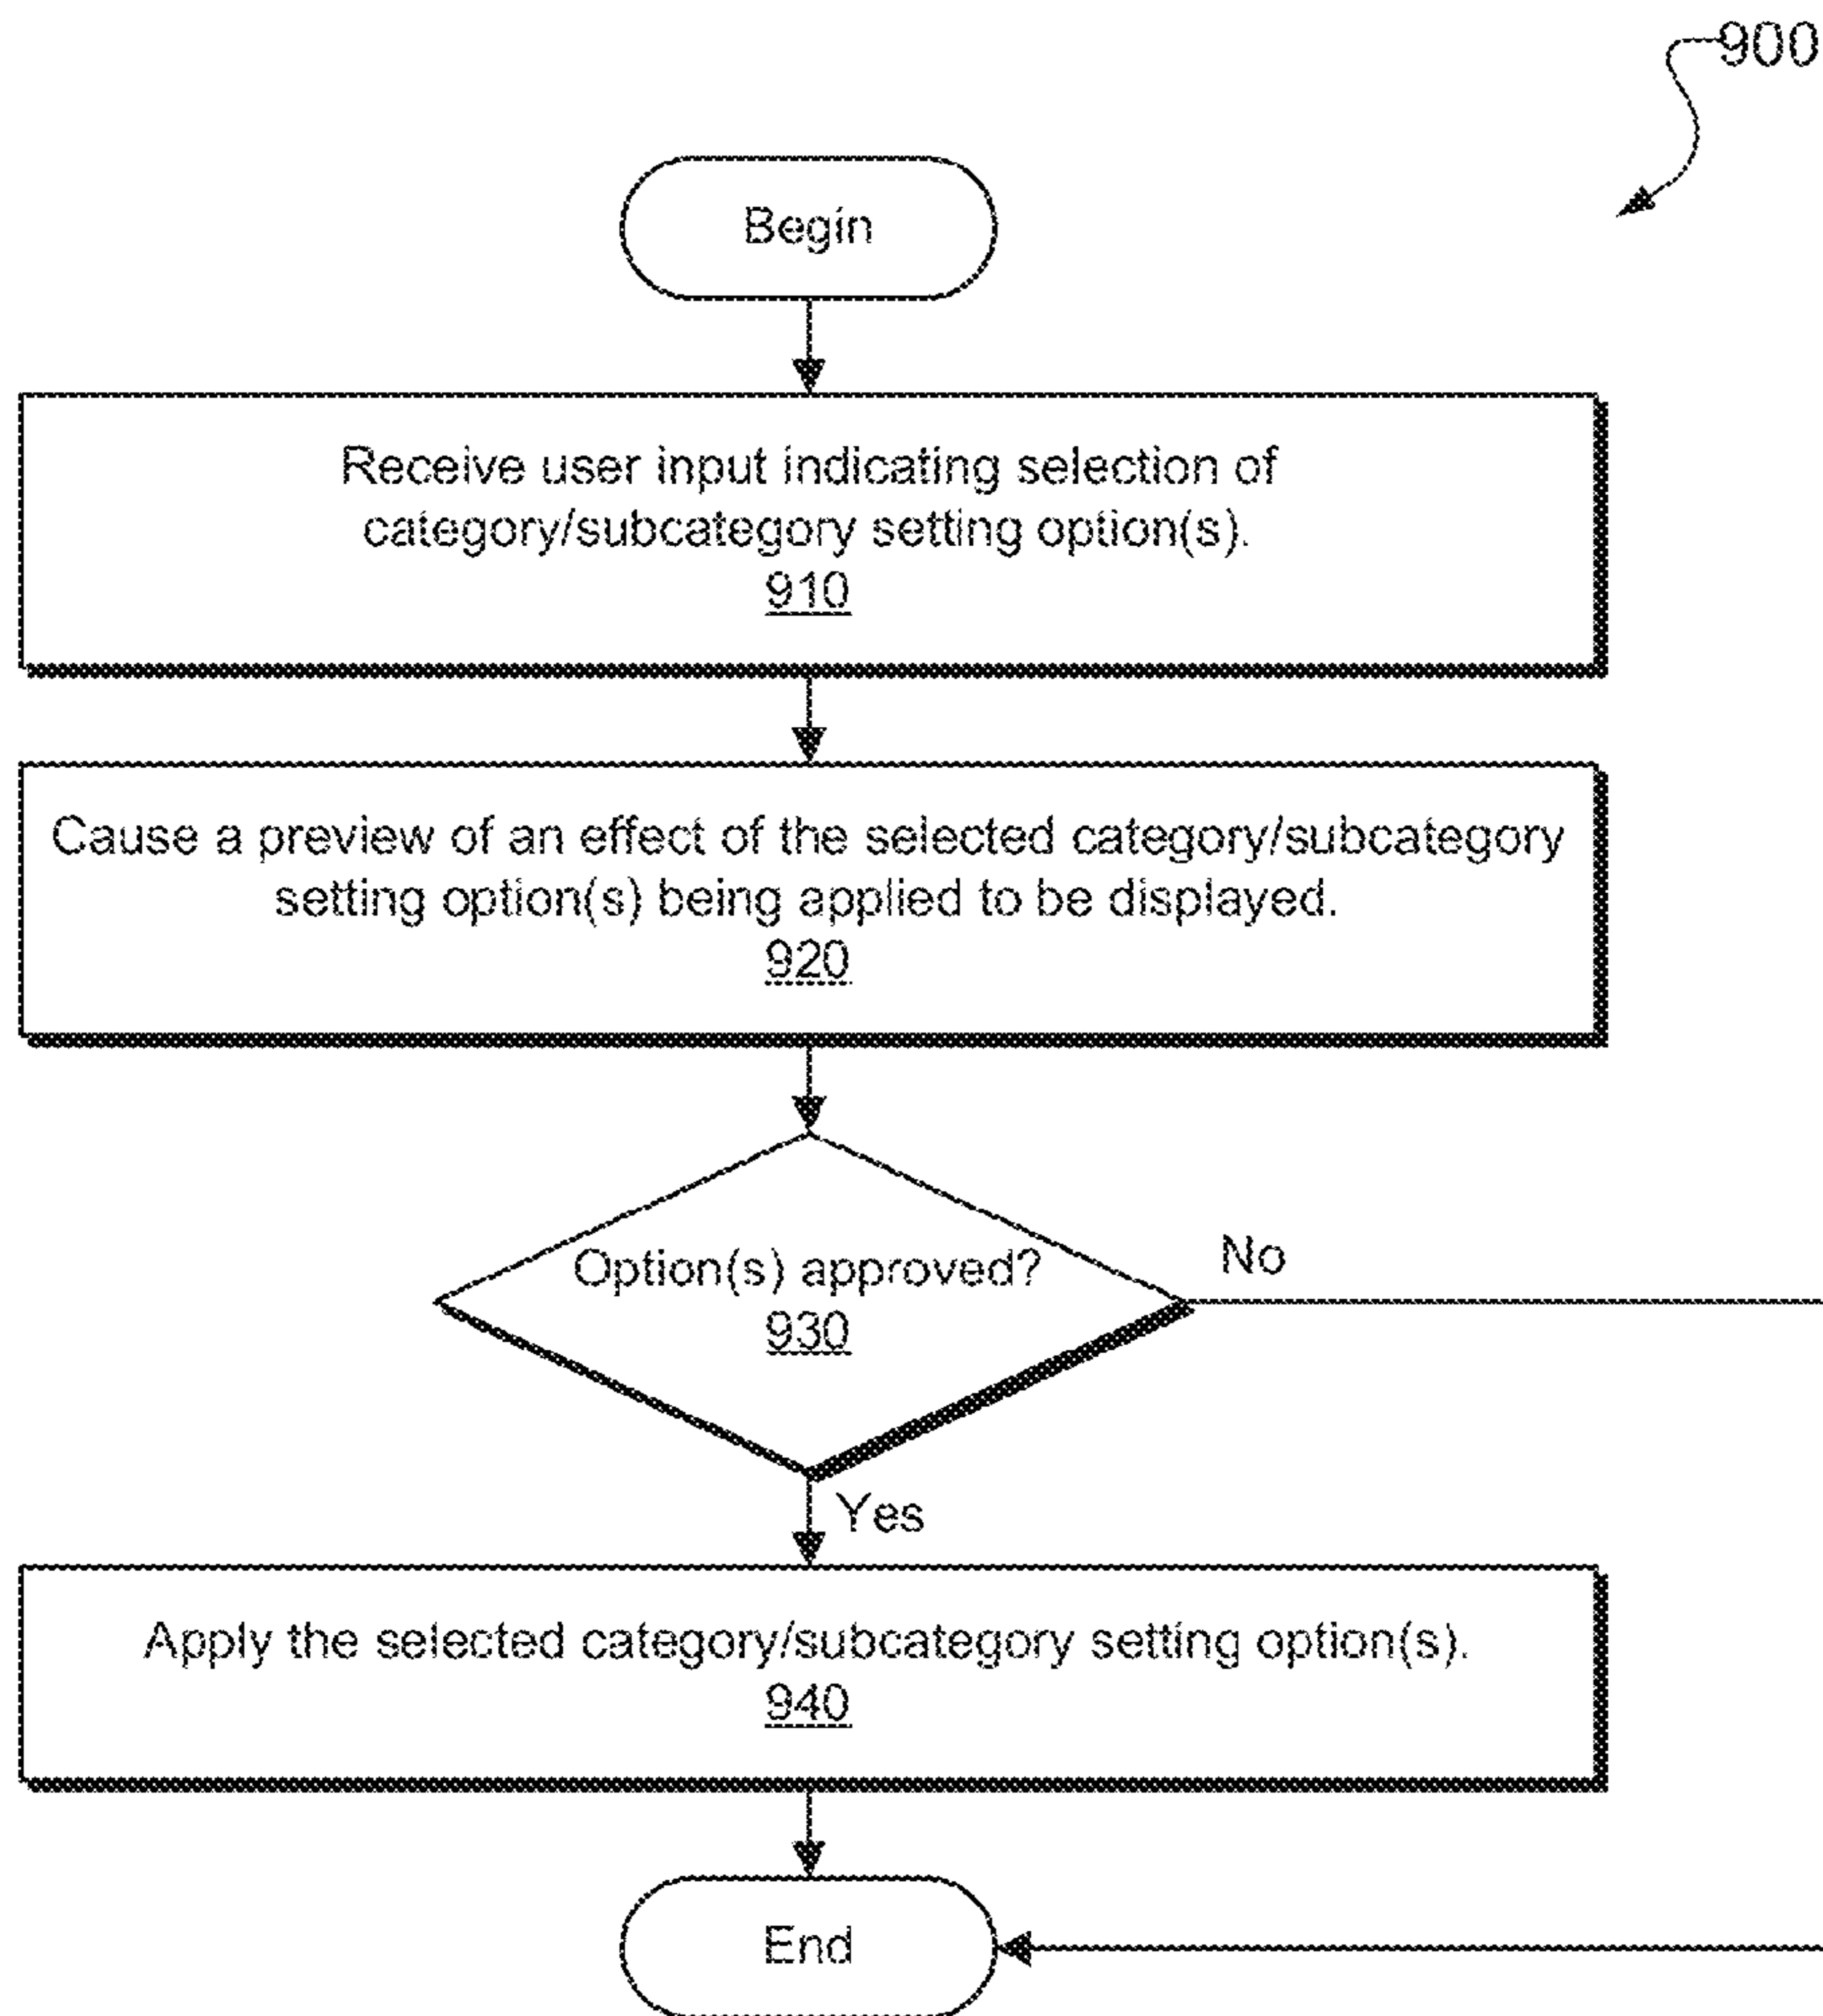 900
Begin
Receive user input indicating selection of
category/subcategory setting option(s).
910
Cause a preview of an effect of the selected category/subcategory
setting option(s) being applied to be displayed.
920
Option(s) approved?
930
No
Yes
Apply the selected category/subcategory setting option(s).
940
End